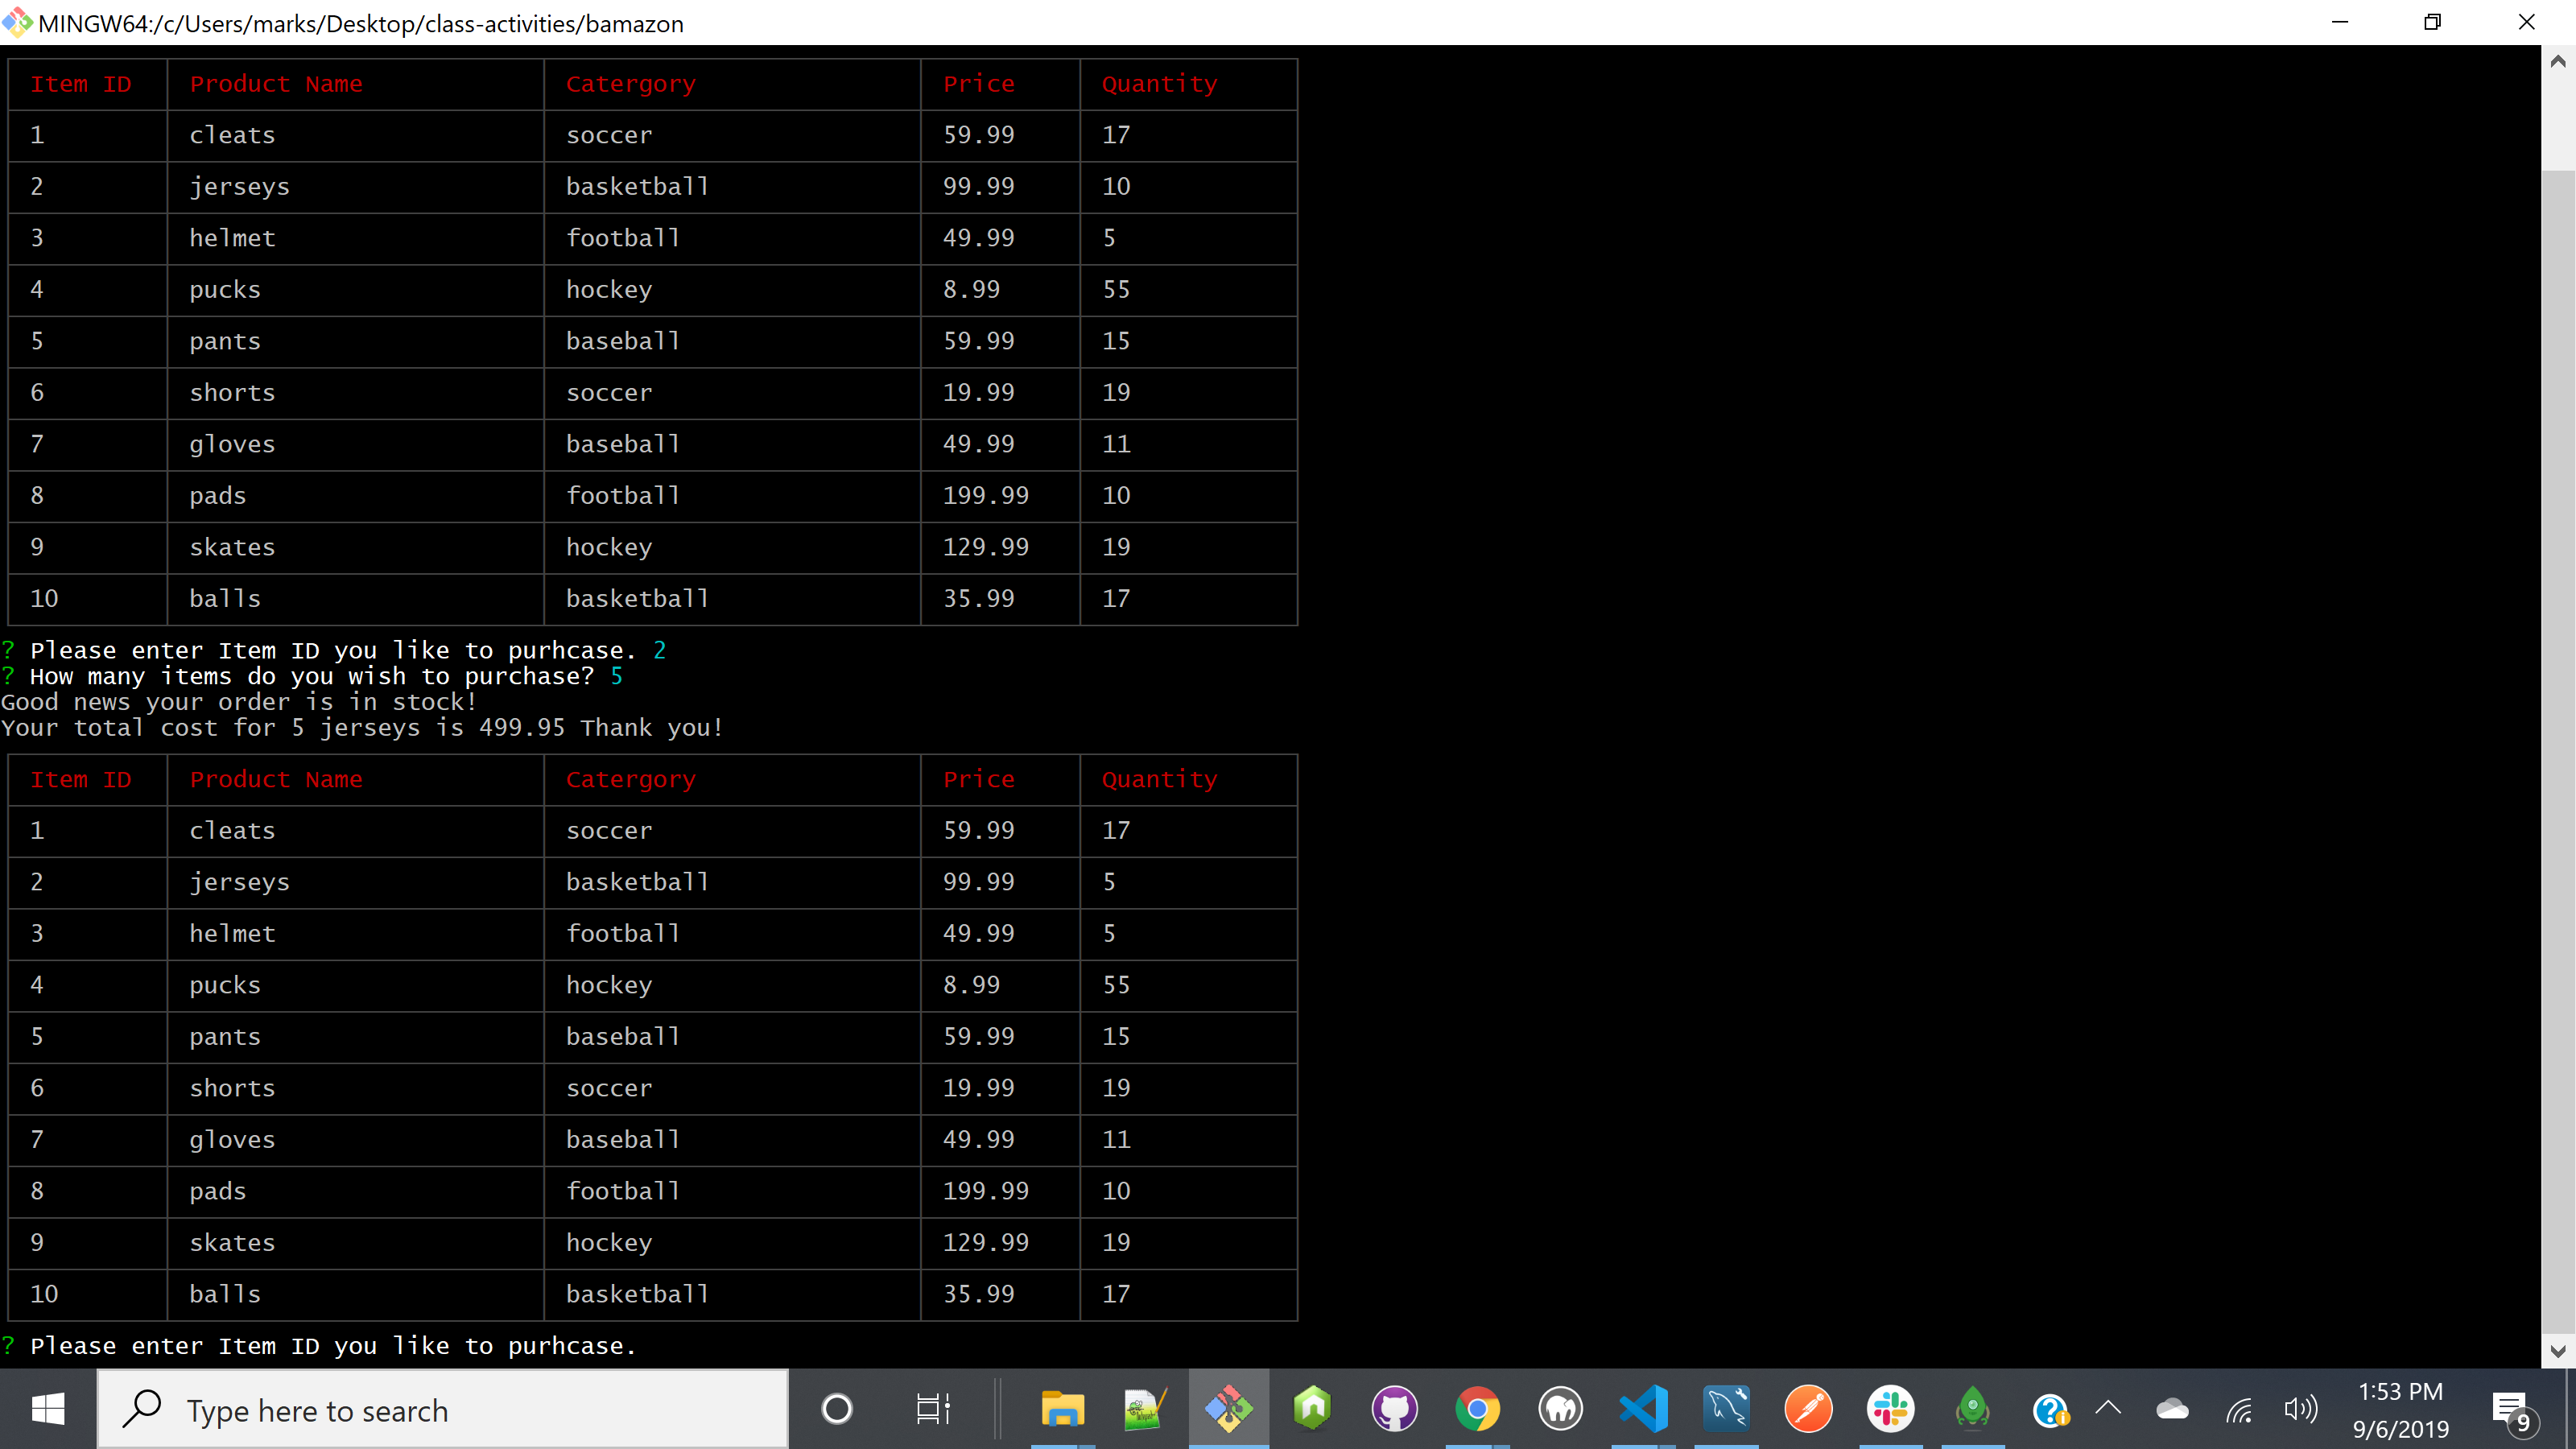 MINGW64:/c/Users/marks/Desktop/class-activities/bamazon
Item ID Product Name Catergory Price Quantity
1 cleats soccer 59.99 17
2 jerseys basketball 99.99 10
3 helmet football 49.99 5
4 pucks hockey 8.99 55
5 pants baseball 59.99 15
6 shorts soccer 19.99 19
7 gloves baseball 49.99 11
8 pads football 199.99 10
9 skates hockey 129.99 19
10 balls basketball 35.99 17
? Please enter Item ID you like to purhcase. 2
? How many items do you wish to purchase? 5
Good news your order is in stock!
Your total cost for 5 jerseys is 499.95 Thank you!
Item ID Product Name Catergory Price Quantity
1 cleats soccer 59.99 17
2 jerseys basketball 99.99 5
3 helmet football 49.99 5
4 pucks hockey 8.99 55
5 pants baseball 59.99 15
6 shorts soccer 19.99 19
7 gloves baseball 49.99 11
8 pads football 199.99 10
9 skates hockey 129.99 19
10 balls basketball 35.99 17
? Please enter Item ID you like to purhcase.
Type here to search
1:53 PM
9/6/2019
9